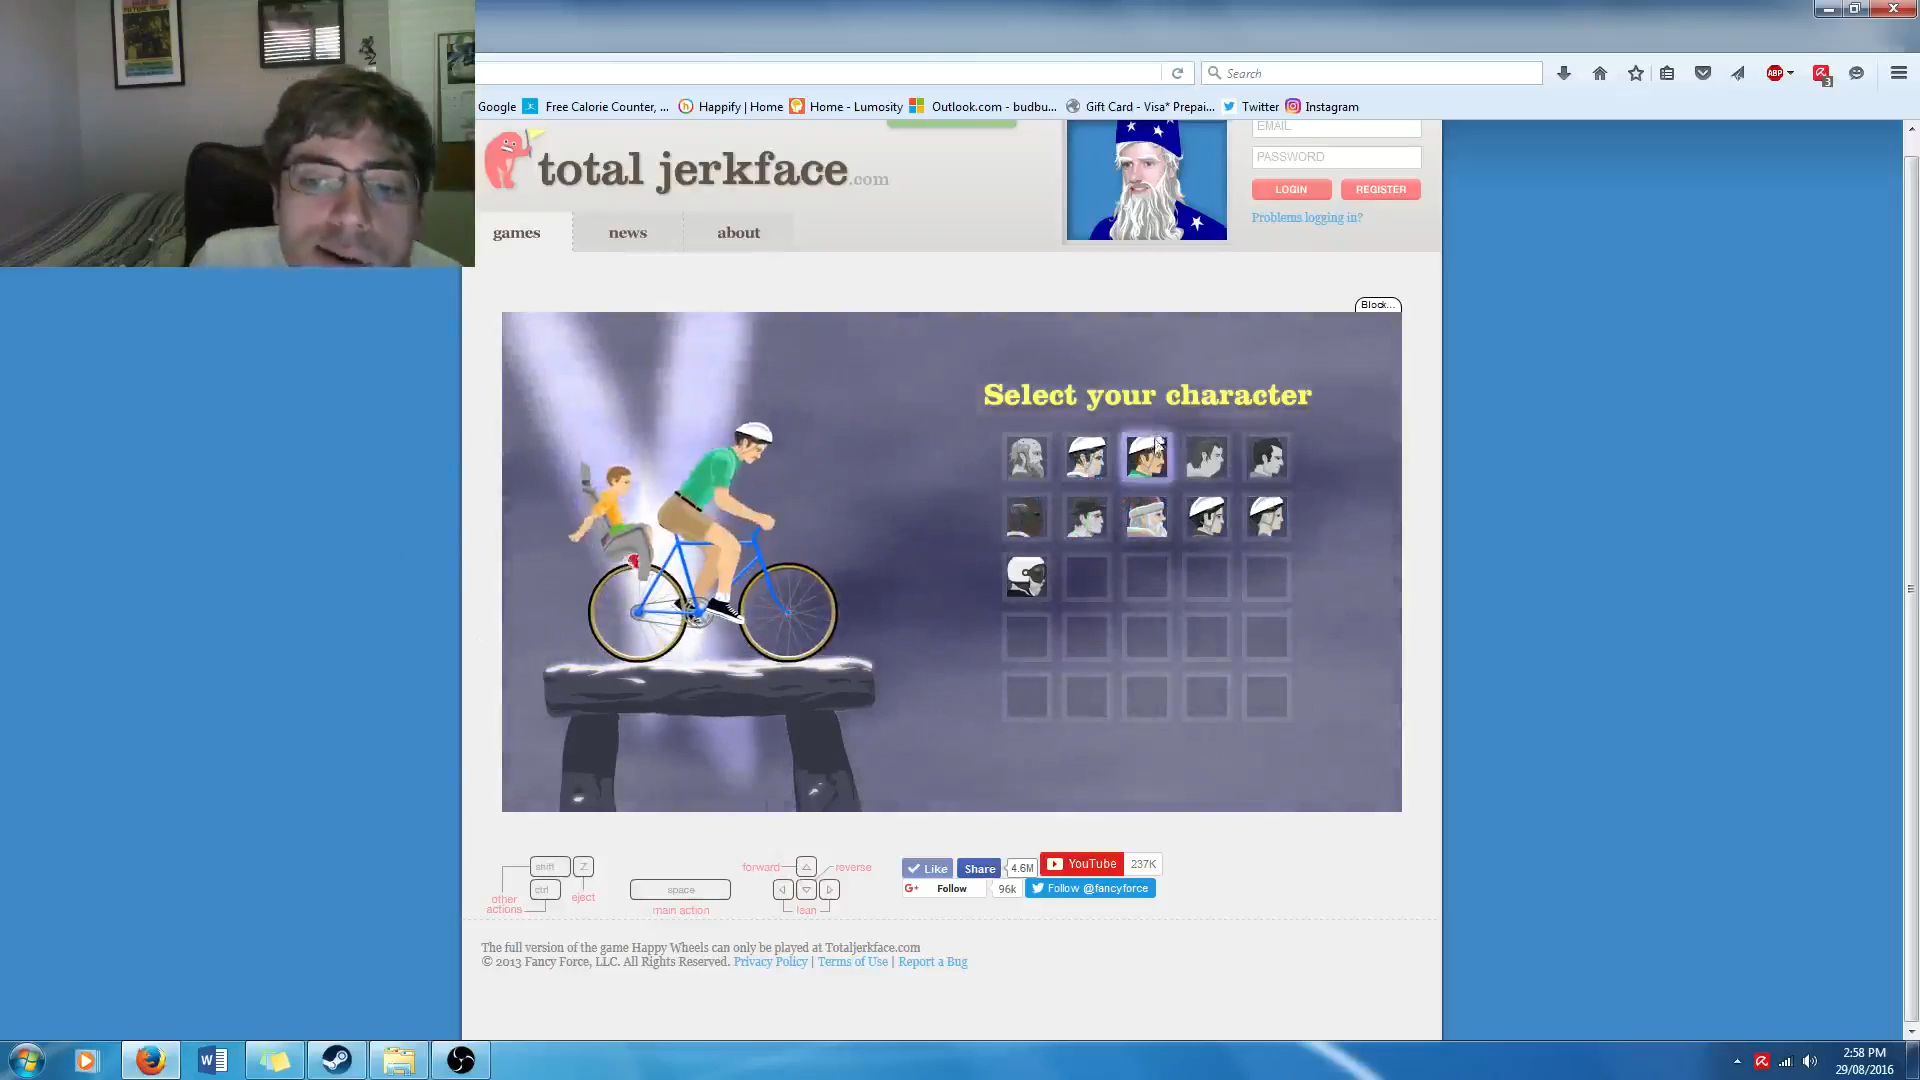 Search
Google
Free Calorie Counter, ...
Happify | Home
Home - Lumosity
Outlook.com - budbu...
Gift Card - Visa* Prepai...
Twitter
Instagram
ABP
3
total jerkface.com
EMAIL
PASSWORD
LOGIN
REGISTER
Problems logging in?
games
news
about
Block...
Select your character
shift
Z
ctrl
other
actions
eject
space
main action
forward
reverse
lean
Like
Share
4.6M
YouTube
237K
G+
Follow
96k
Follow @fancyforce
The full version of the game Happy Wheels can only be played at Totaljerkface.com
© 2013 Fancy Force, LLC. All Rights Reserved. Privacy Policy | Terms of Use | Report a Bug
2:58 PM
29/08/2016